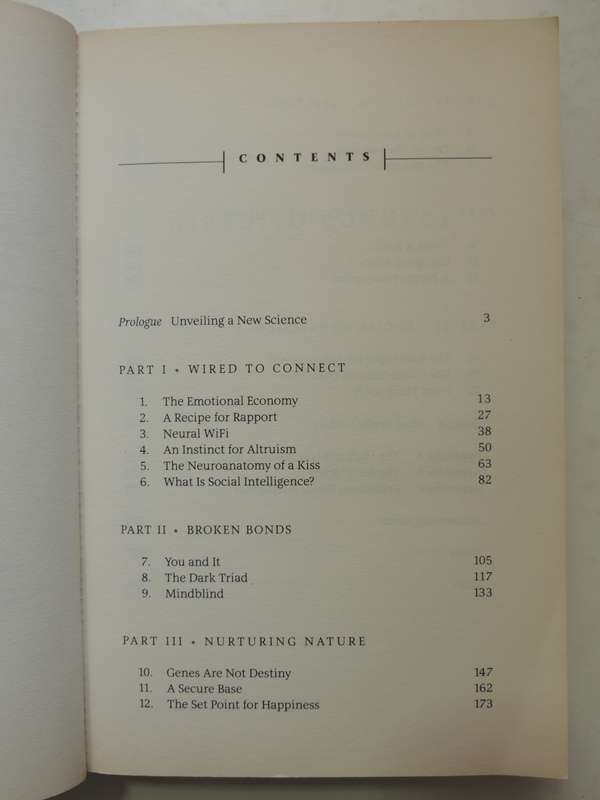 CONTENTS
Prologue Unveiling a New Science 3
PART I • WIRED TO CONNECT
1. The Emotional Economy 13
2. A Recipe for Rapport 27
3. Neural WiFi 38
4. An Instinct for Altruism 50
5. The Neuroanatomy of a Kiss 63
6. What Is Social Intelligence? 82
PART II • BROKEN BONDS
7. You and It 105
8. The Dark Triad 117
9. Mindblind 133
PART III • NURTURING NATURE
10. Genes Are Not Destiny 147
11. A Secure Base 162
12. The Set Point for Happiness 173